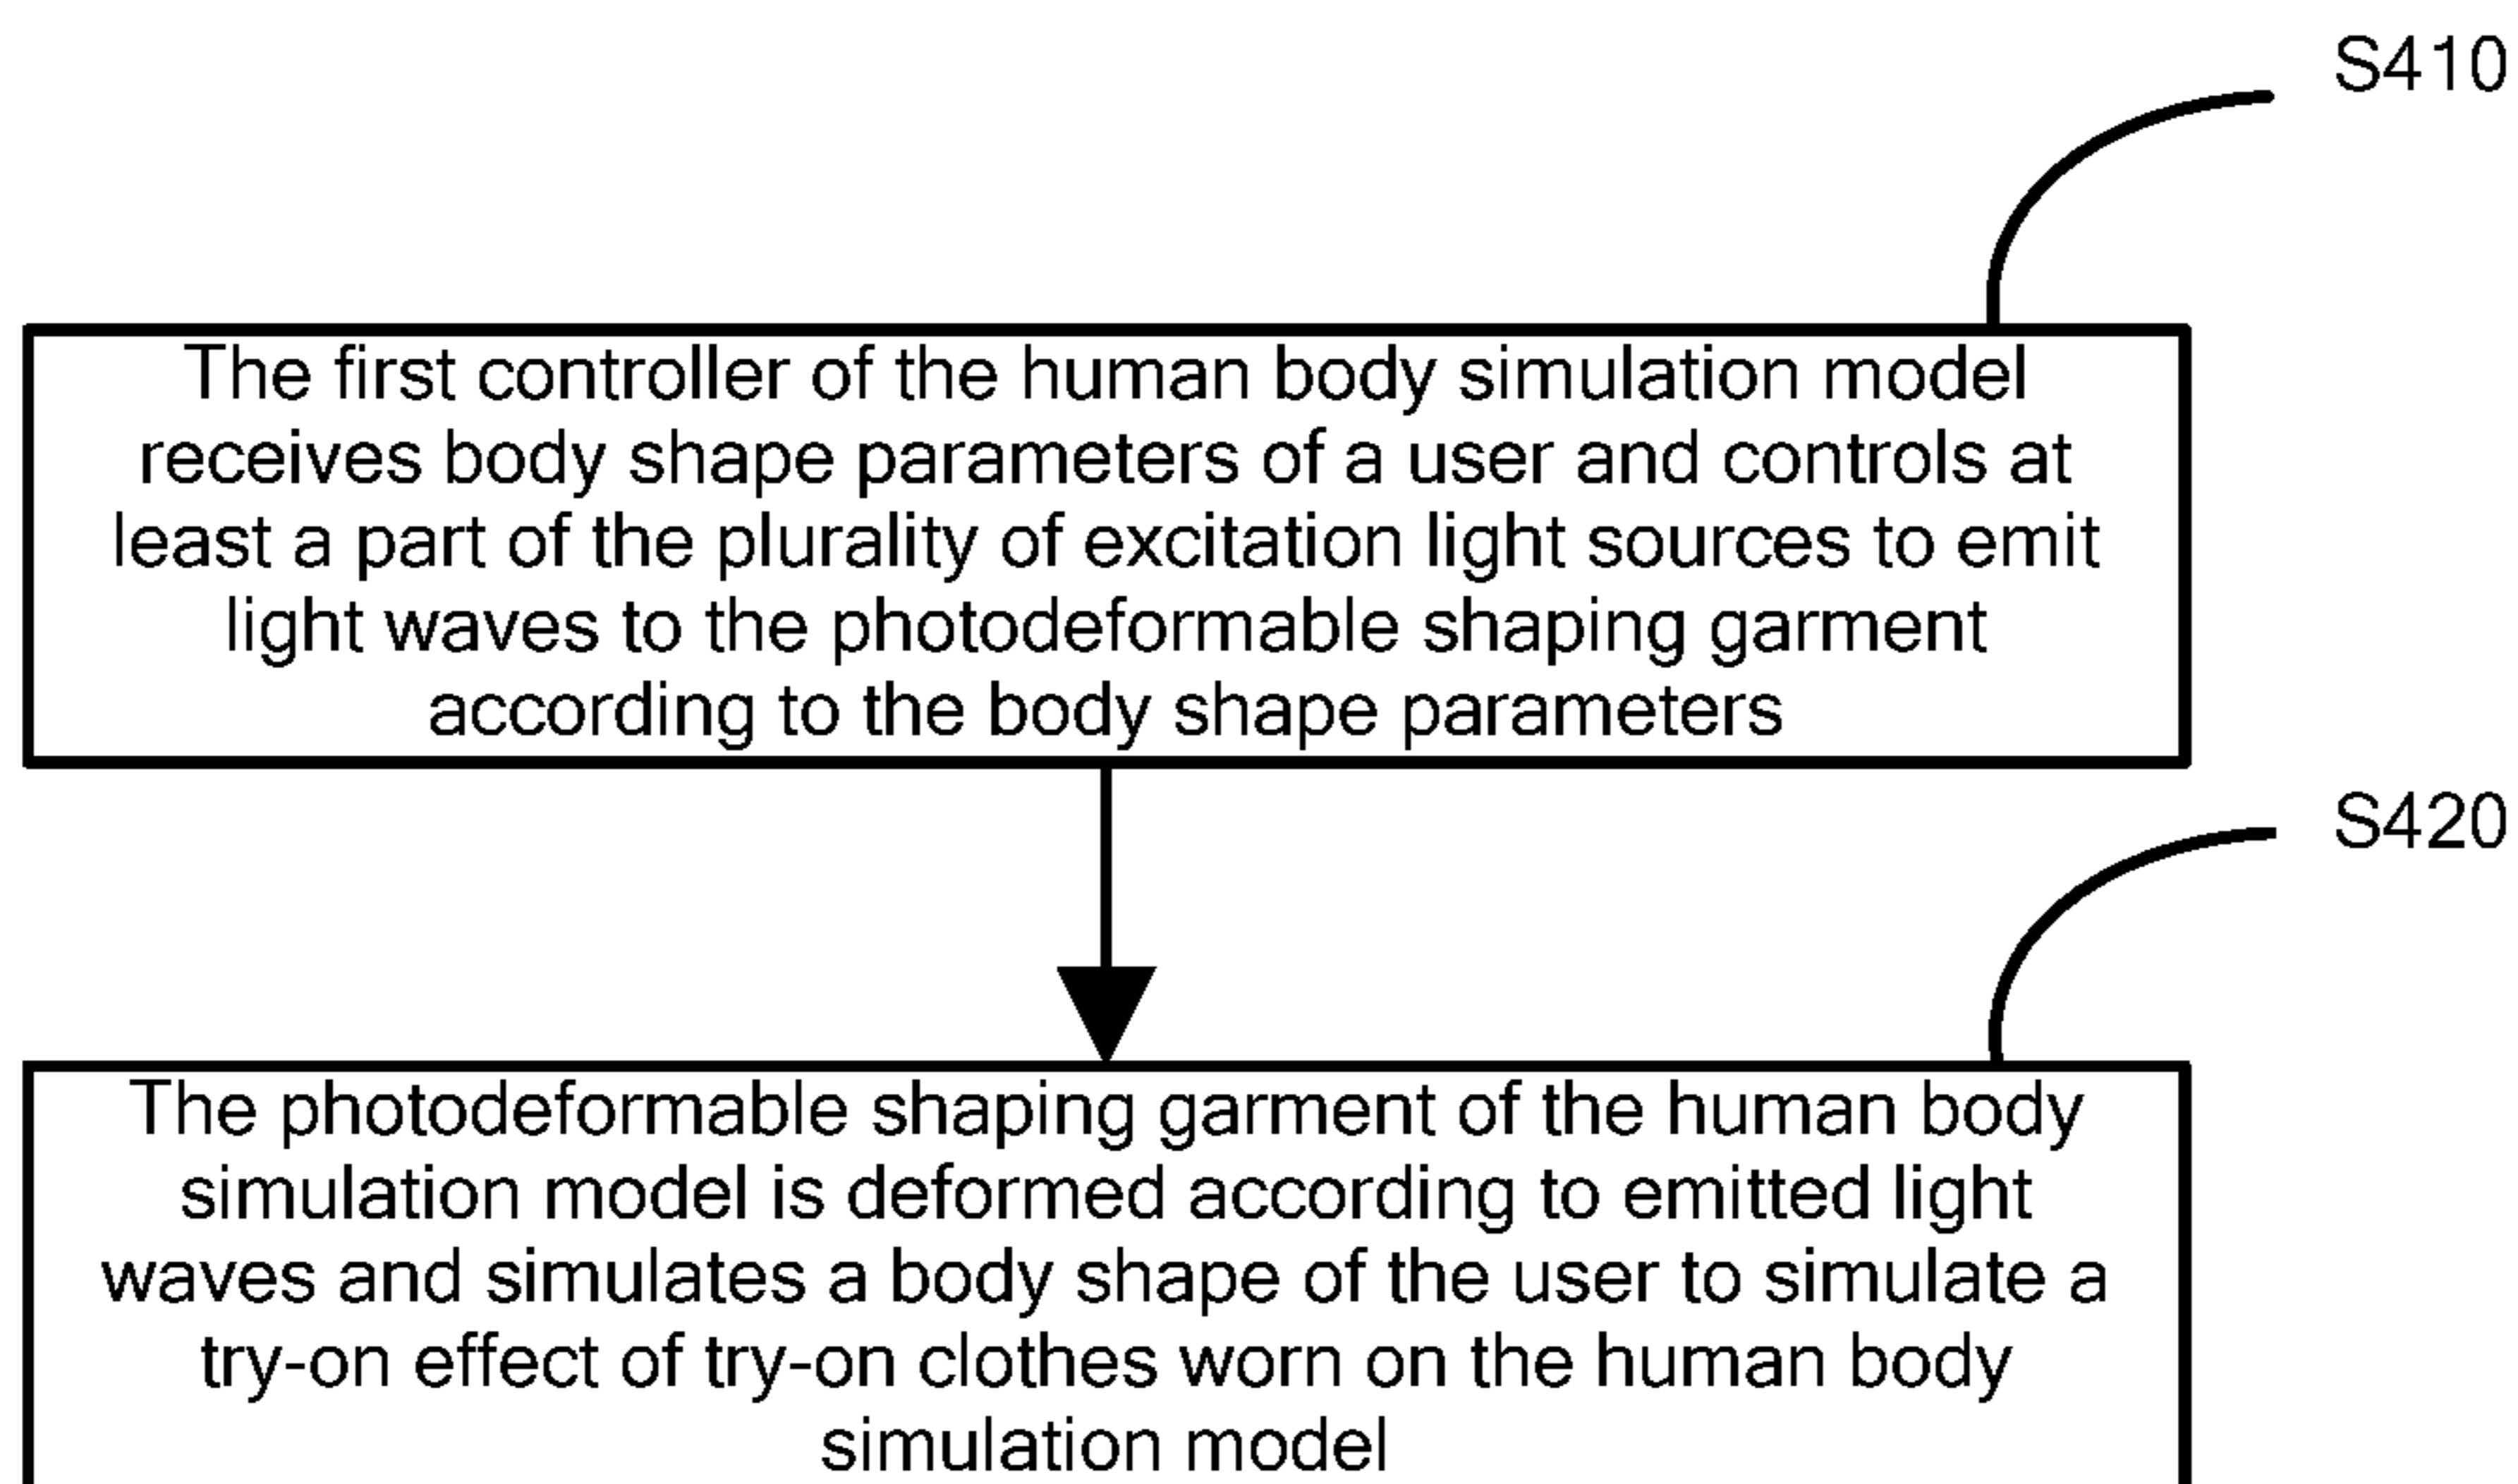 S410
The first controller of the human body simulation model
receives body shape parameters of a user and controls at
least a part of the plurality of excitation light sources to emit
light waves to the photodeformable shaping garment
according to the body shape parameters
S420
The photodeformable shaping garment of the human body
simulation model is deformed according to emitted light
waves and simulates a body shape of the user to simulate a
try-on effect of try-on clothes worn on the human body
simulation model